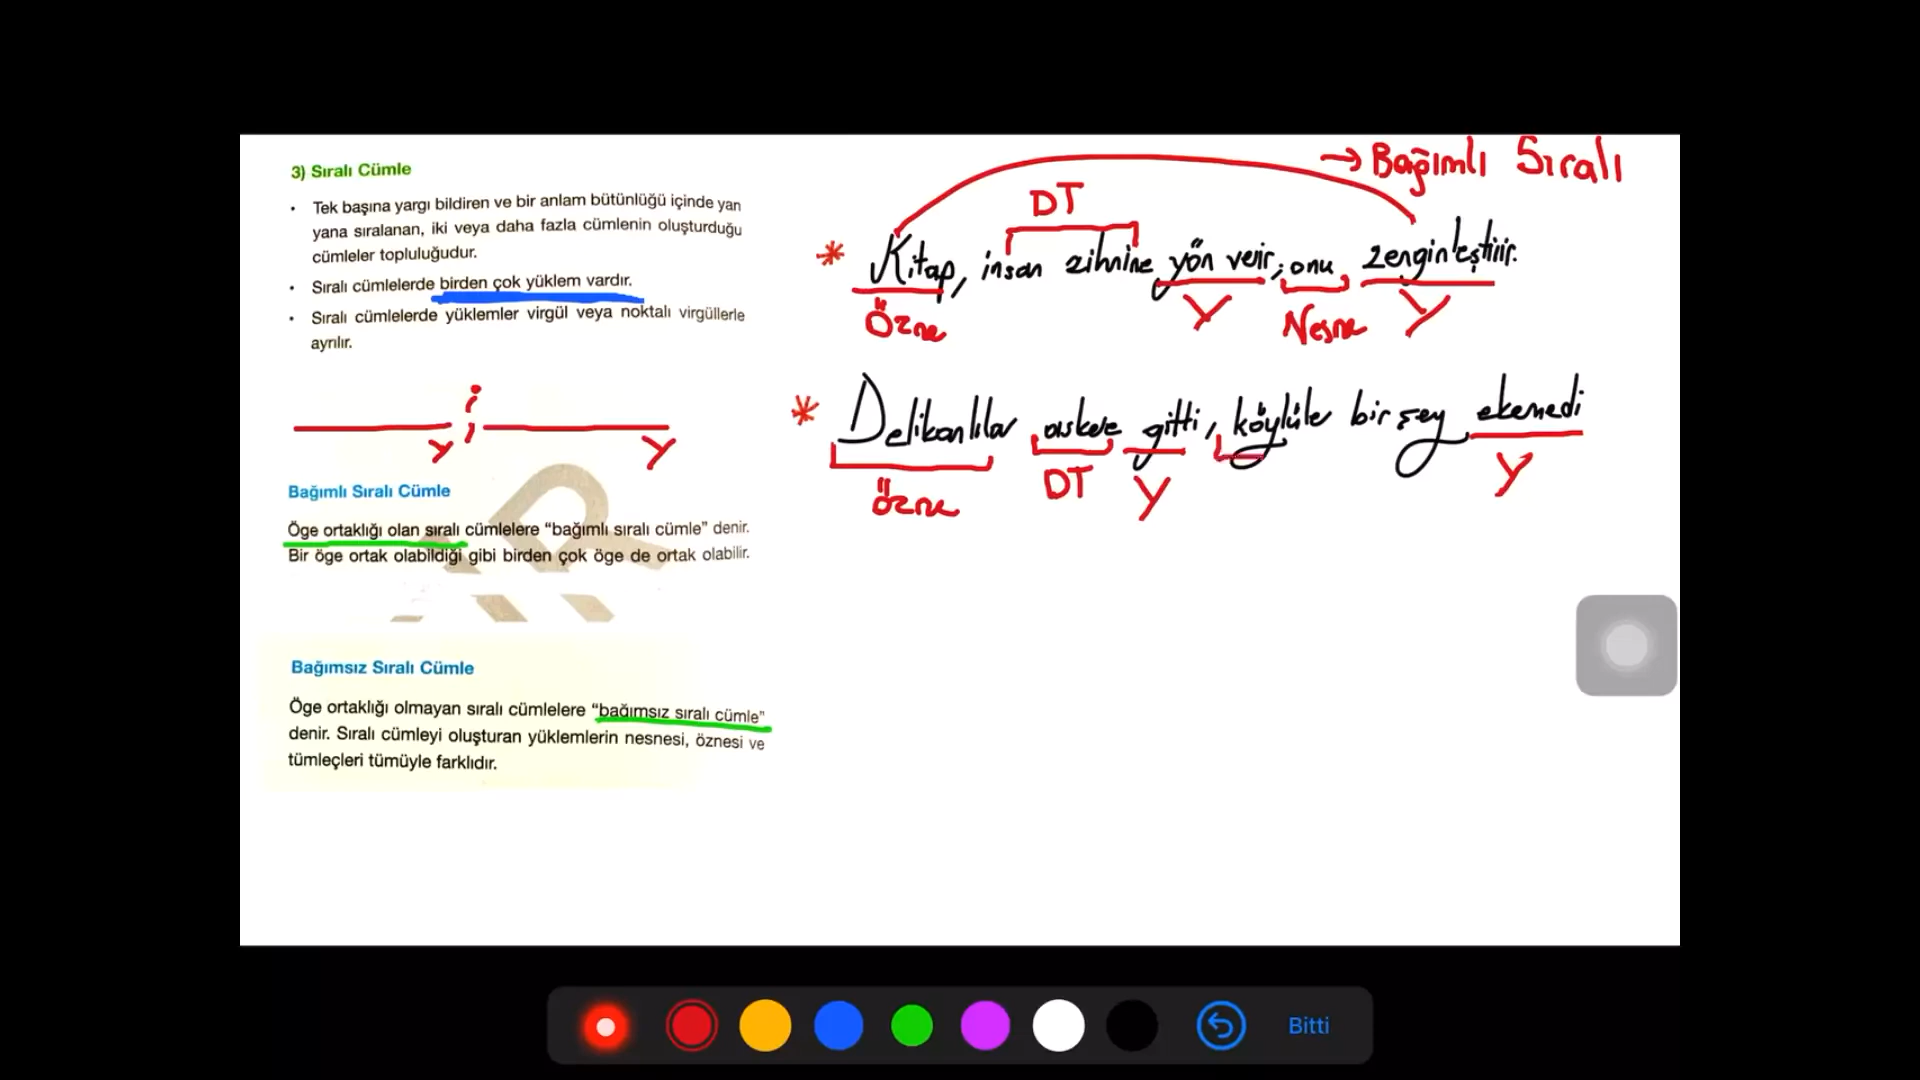 3) Sıralı Cümle
• Tek başına yargı bildiren ve bir anlam bütünlüğü içinde yan
yana sıralanan, iki veya daha fazla cümlenin oluşturduğu
cümleler topluluğudur.
• Sıralı cümlelerde birden çok yüklem vardır.
• Sıralı cümlelerde yüklemler virgül veya noktalı virgüllerle
ayrılır.
;
,
y y
Bağımlı Sıralı Cümle
Öge ortaklığı olan sıralı cümlelere “bağımlı sıralı cümle” denir.
Bir öge ortak olabildiği gibi birden çok öge de ortak olabilir.
Bağımsız Sıralı Cümle
Öge ortaklığı olmayan sıralı cümlelere “bağımsız sıralı cümle”
denir. Sıralı cümleyi oluşturan yüklemlerin nesnesi, öznesi ve
tümleçleri tümüyle farklıdır.
→ Bağımlı Sıralı
DT
* Kitap, insan zihnine yön verir; onu zenginleştirir.
Özne Y Nesne Y
* Delikanlılar askere gitti, köylüler bir şey ekemedi
Özne DT Y Y
Bitti